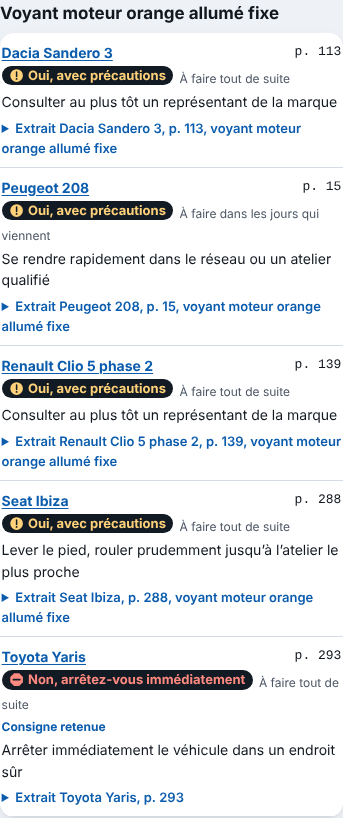 Voyant moteur orange allumé fixe
Dacia Sandero 3 p. 113
Oui, avec précautions À faire tout de suite
Consulter au plus tôt un représentant de la marque
Extrait Dacia Sandero 3, p. 113, voyant moteur
orange allumé fixe
Peugeot 208 p. 15
Oui, avec précautions À faire dans les jours qui
viennent
Se rendre rapidement dans le réseau ou un atelier
qualifié
Extrait Peugeot 208, p. 15, voyant moteur orange
allumé fixe
Renault Clio 5 phase 2 p. 139
Oui, avec précautions À faire tout de suite
Consulter au plus tôt un représentant de la marque
Extrait Renault Clio 5 phase 2, p. 139, voyant moteur
orange allumé fixe
Seat Ibiza p. 288
Oui, avec précautions À faire tout de suite
Lever le pied, rouler prudemment jusqu’à l’atelier le
plus proche
Extrait Seat Ibiza, p. 288, voyant moteur orange
allumé fixe
Toyota Yaris p. 293
Non, arrêtez-vous immédiatement À faire tout de
suite
Consigne retenue
Arrêter immédiatement le véhicule dans un endroit
sûr
Extrait Toyota Yaris, p. 293